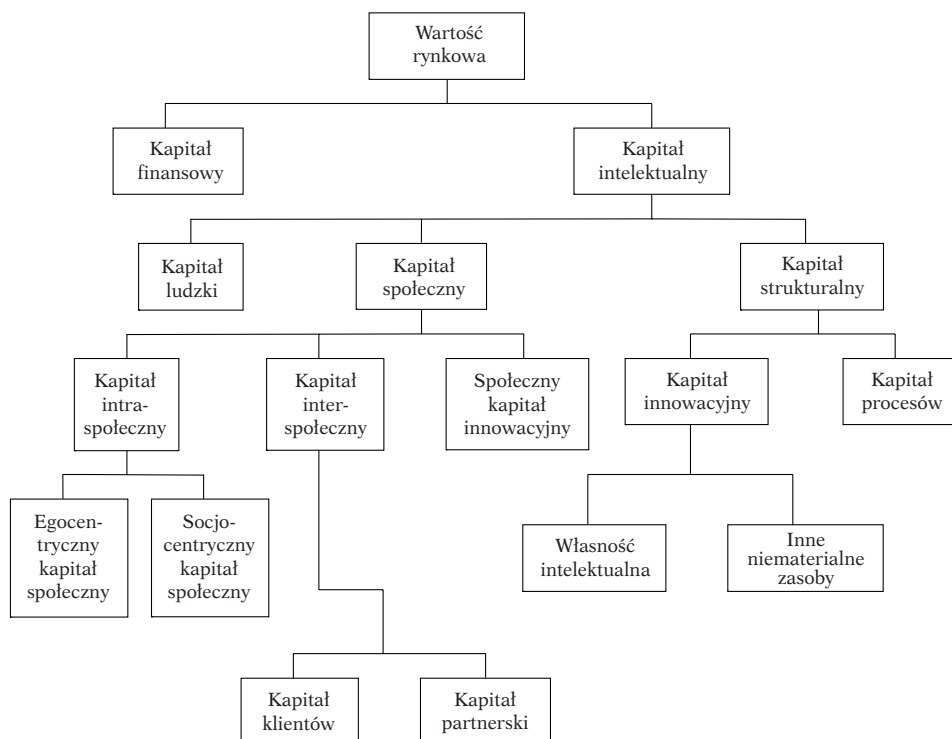 Wartość
rynkowa
Kapitał
finansowy
Kapitał
intelektualny
Kapitał
ludzki
Kapitał
społeczny
Kapitał
strukturalny
Kapitał
intra-
społeczny
Kapitał
inter-
społeczny
Społeczny
kapitał
innowacyjny
Kapitał
innowacyjny
Kapitał
procesów
Egocen-
tryczny
kapitał
społeczny
Socjo-
centryczny
kapitał
społeczny
Własność
intelektualna
Inne
niematerialne
zasoby
Kapitał
klientów
Kapitał
partnerski